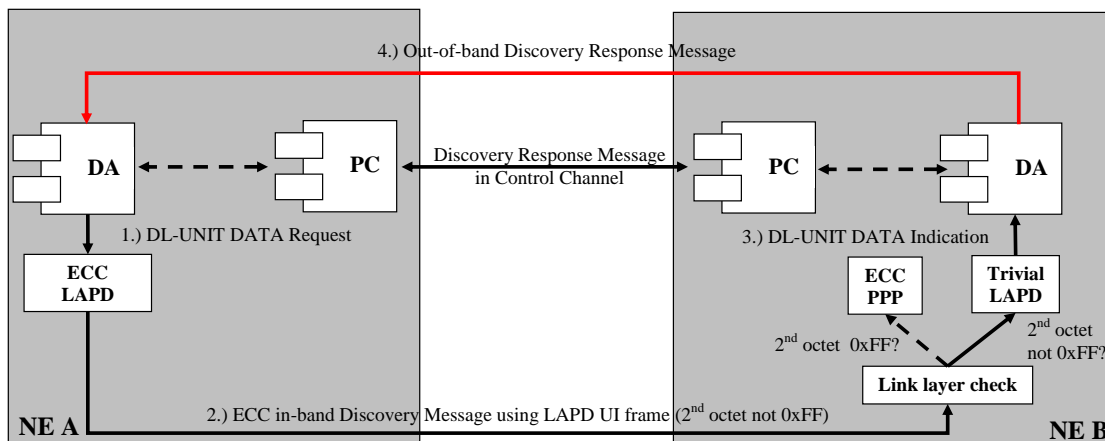 4.) Out-of-band Discovery Response Message
DA
PC
Discovery Response Message
in Control Channel
PC
DA
1.) DL-UNIT DATA Request
3.) DL-UNIT DATA Indication
ECC
LAPD
ECC
PPP
Trivial
LAPD
2nd octet 0xFF?
2nd octet
not 0xFF?
Link layer check
NE A
2.) ECC in-band Discovery Message using LAPD UI frame (2nd octet not 0xFF)
NE B